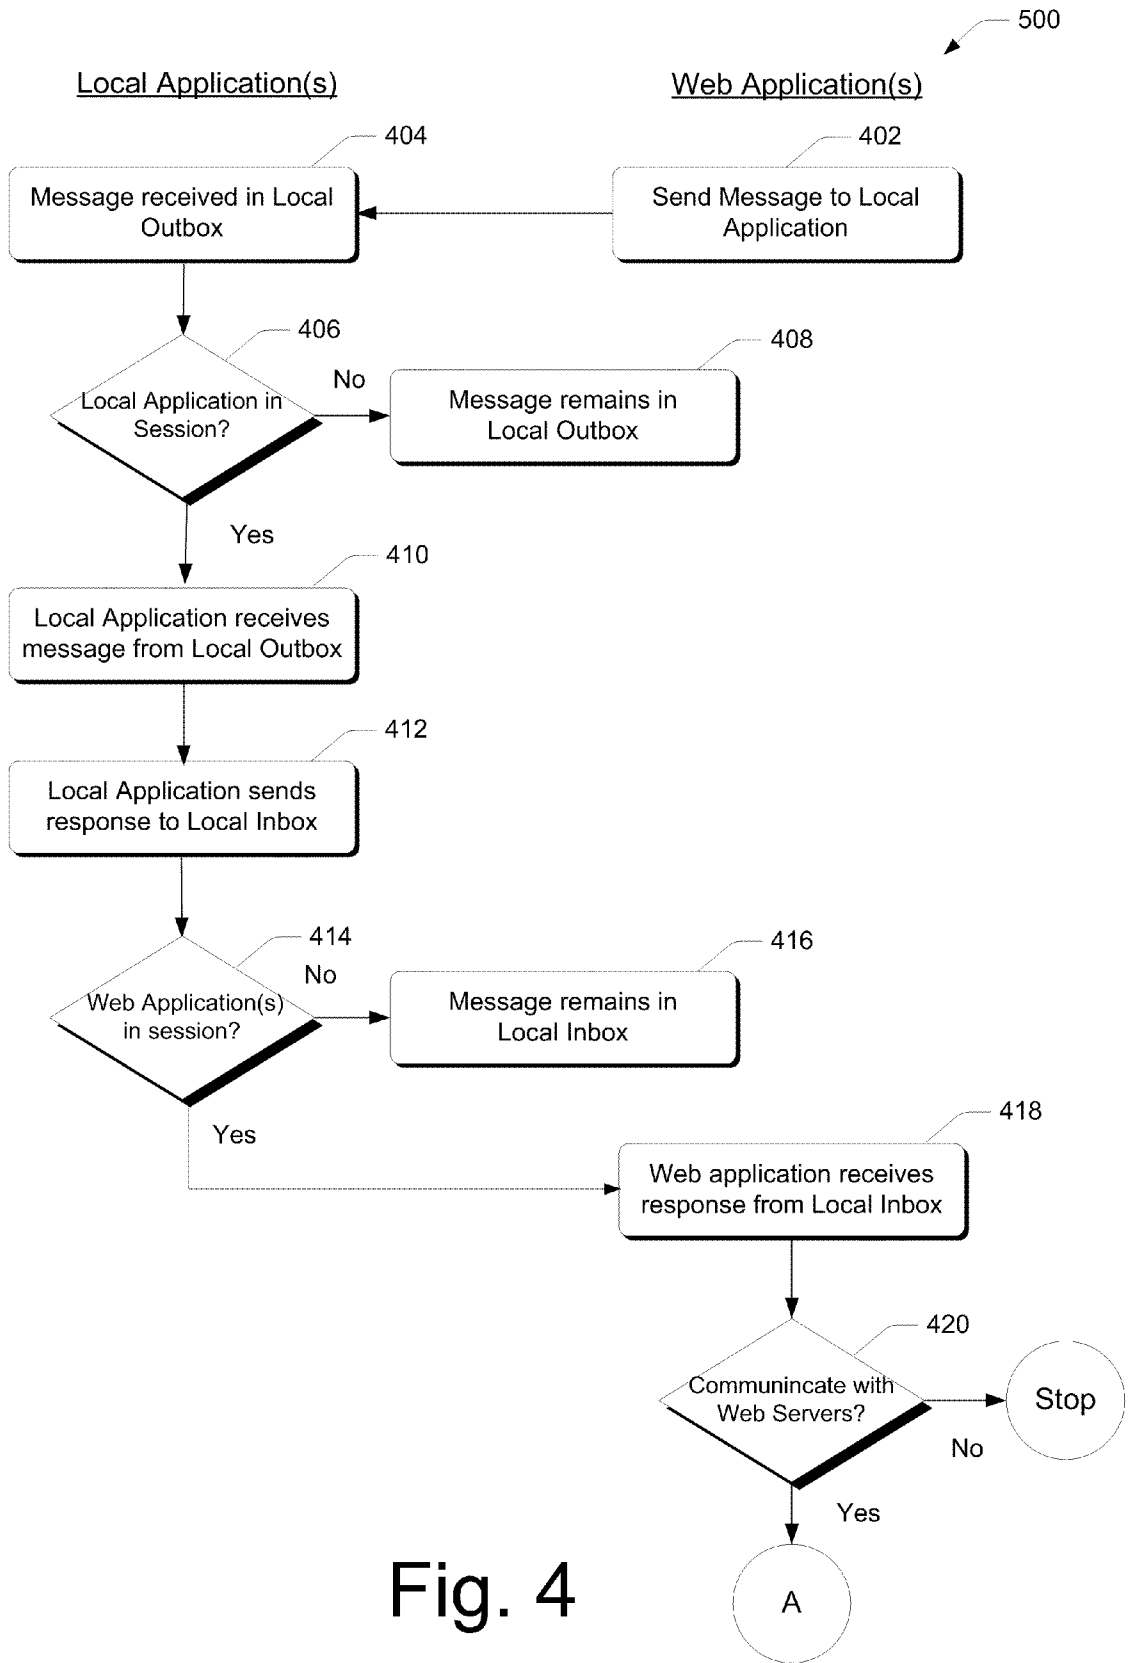 500
Local Application(s)
Web Application(s)
404
402
Message received in Local
Outbox
Send Message to Local
Application
406
408
No
Local Application in
Session?
Message remains in
Local Outbox
Yes
410
Local Application receives
message from Local Outbox
412
Local Application sends
response to Local Inbox
414
416
No
Web Application(s)
in session?
Message remains in
Local Inbox
418
Yes
Web application receives
response from Local Inbox
420
Communincate with
Web Servers?
Stop
No
Yes
A
Fig. 4